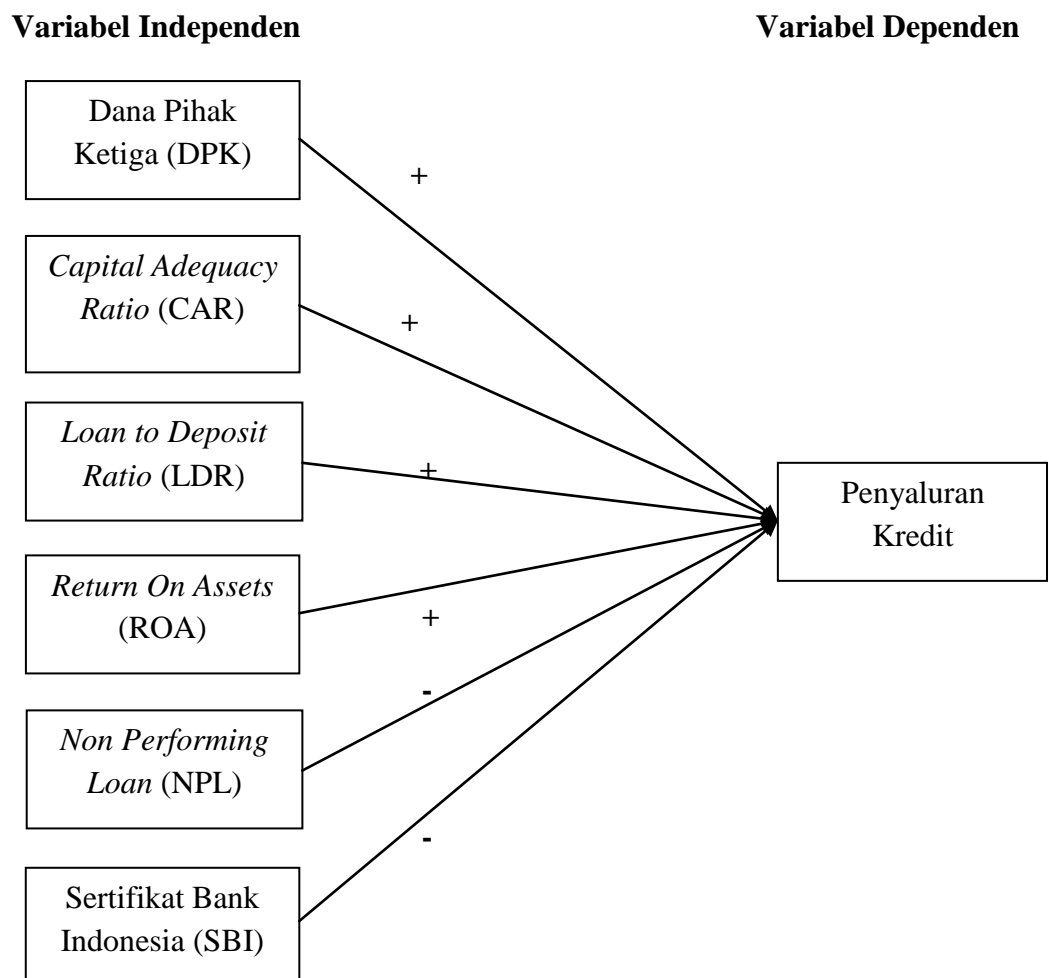 Variabel Independen
Variabel Dependen
Dana Pihak
Ketiga (DPK)
+
Capital Adequacy
Ratio (CAR)
+
Loan to Deposit
Ratio (LDR)
+
Penyaluran
Kredit
Return On Assets
(ROA)
+
-
Non Performing
Loan (NPL)
-
Sertifikat Bank
Indonesia (SBI)